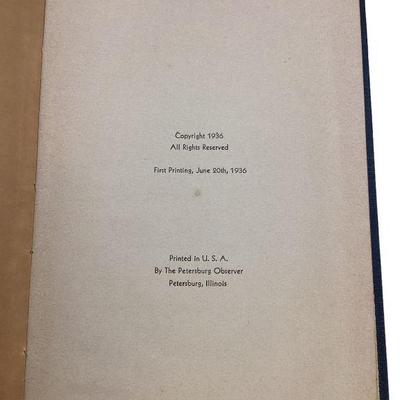 Copyright 1936
All Rights Reserved
First Printing, June 20th, 1936
Printed in U. S. A.
By The Petersburg Observer
Petersburg, Illinois